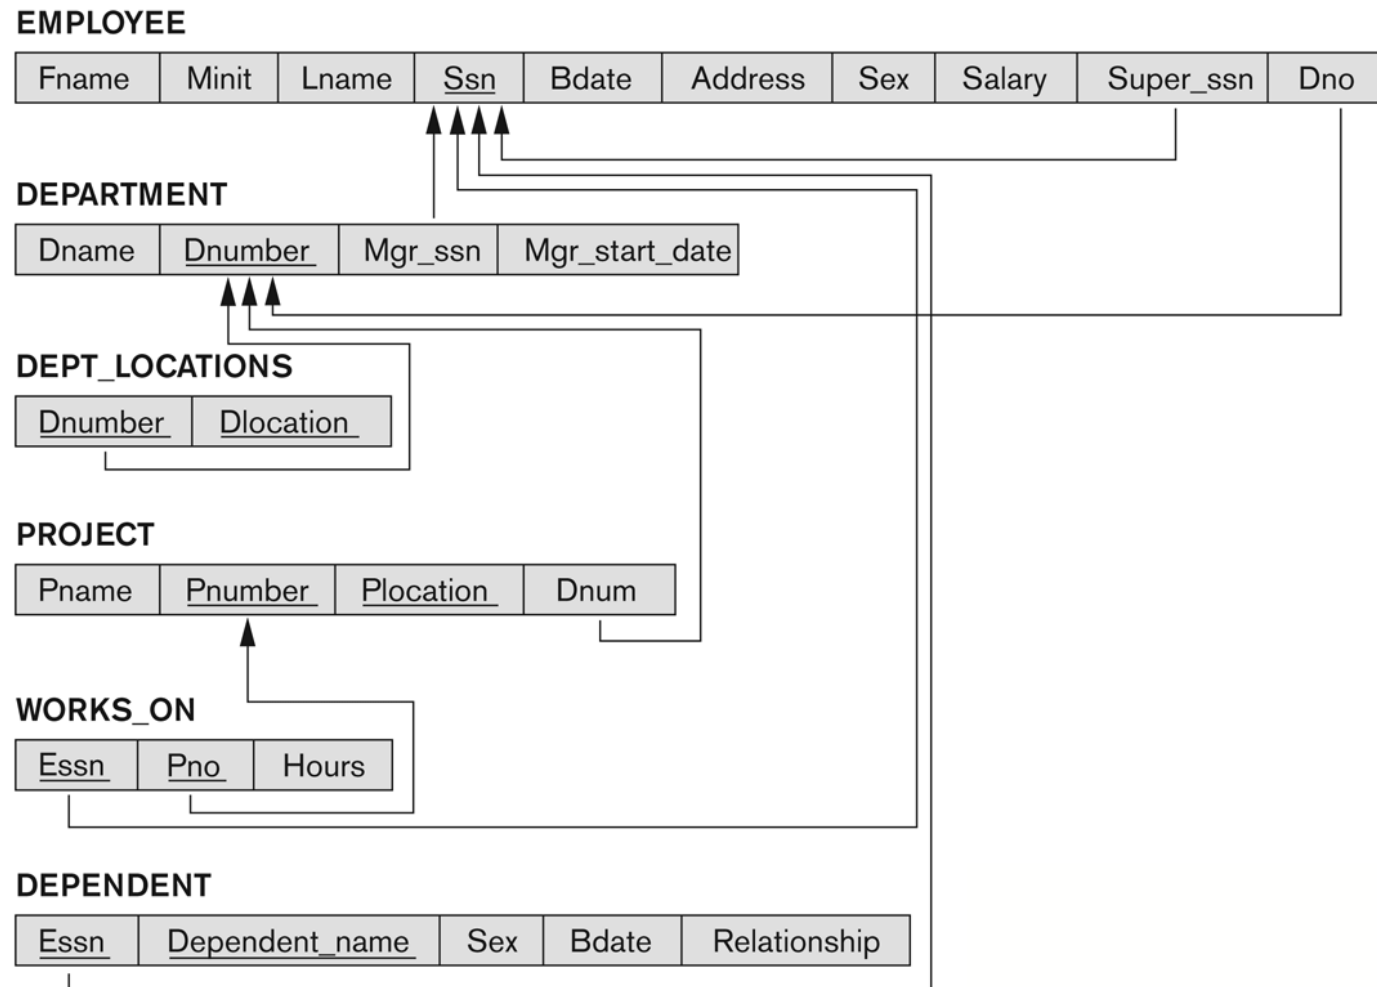 EMPLOYEE
Fname Minit Lname Ssn Bdate Address Sex Salary Super_ssn Dno
DEPARTMENT
Dname Dnumber Mgr_ssn Mgr_start_date
DEPT_LOCATIONS
Dnumber Dlocation
PROJECT
Pname Pnumber Plocation Dnum
WORKS_ON
Essn Pno Hours
DEPENDENT
Essn Dependent_name Sex Bdate Relationship